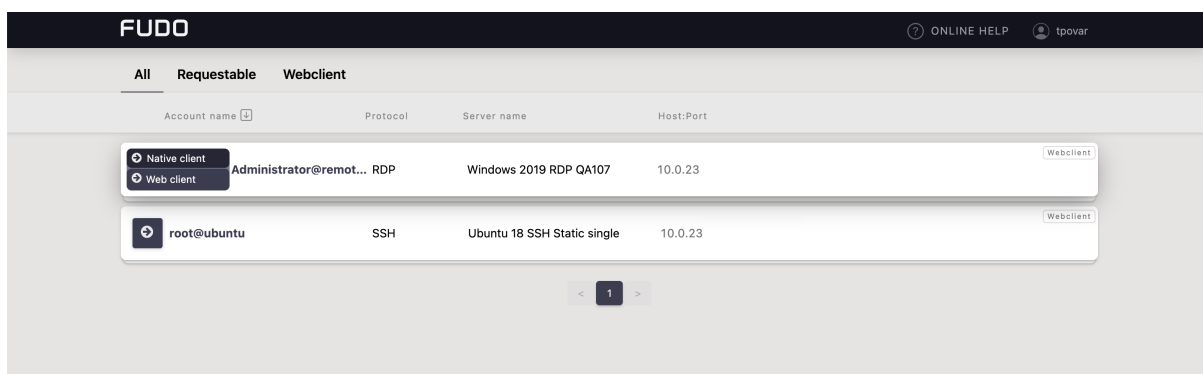 FUDO
ONLINE HELP tpovar
All Requestable Webclient
Account name Protocol Server name Host:Port
Native client
Web client
Administrator@remot... RDP Windows 2019 RDP QA107 10.0.23
Webclient
root@ubuntu SSH Ubuntu 18 SSH Static single 10.0.23
Webclient
< 1 >